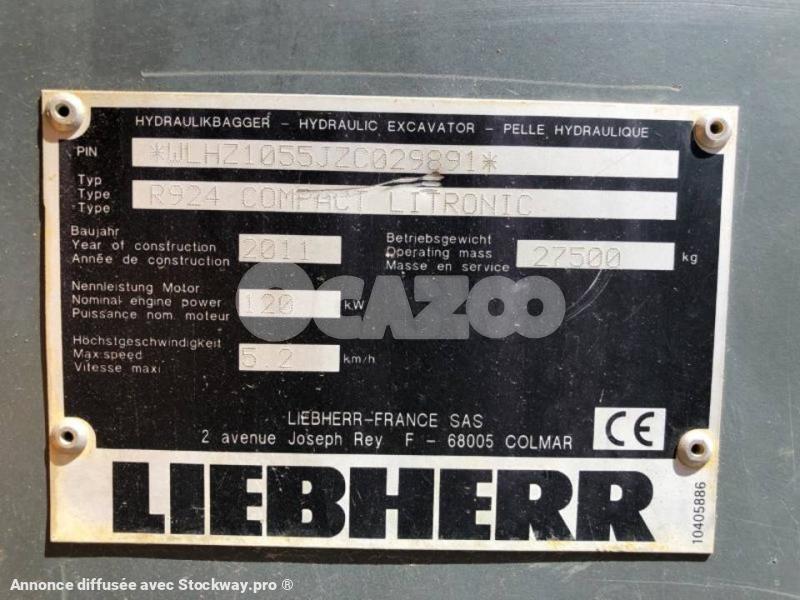 HYDRAULIKBAGGER - HYDRAULIC EXCAVATOR - PELLE HYDRAULIQUE
PIN *WLHZ1055JZC029891*
Typ
Type R924 COMPACT LITRONIC
Type
Baujahr
Year of construction 2011
Année de construction
Betriebsgewicht
Operating mass 27500 kg
Masse en service
Nennleistung Motor
Nominal engine power 120 kW
Puissance nom. moteur
Höchstgeschwindigkeit
Max.speed 5.2 km/h
Vitesse maxi
OCAZOO
LIEBHERR-FRANCE SAS
2 avenue Joseph Rey F - 68005 COLMAR
CE
LIEBHERR
10405886
Annonce diffusée avec Stockway.pro ®